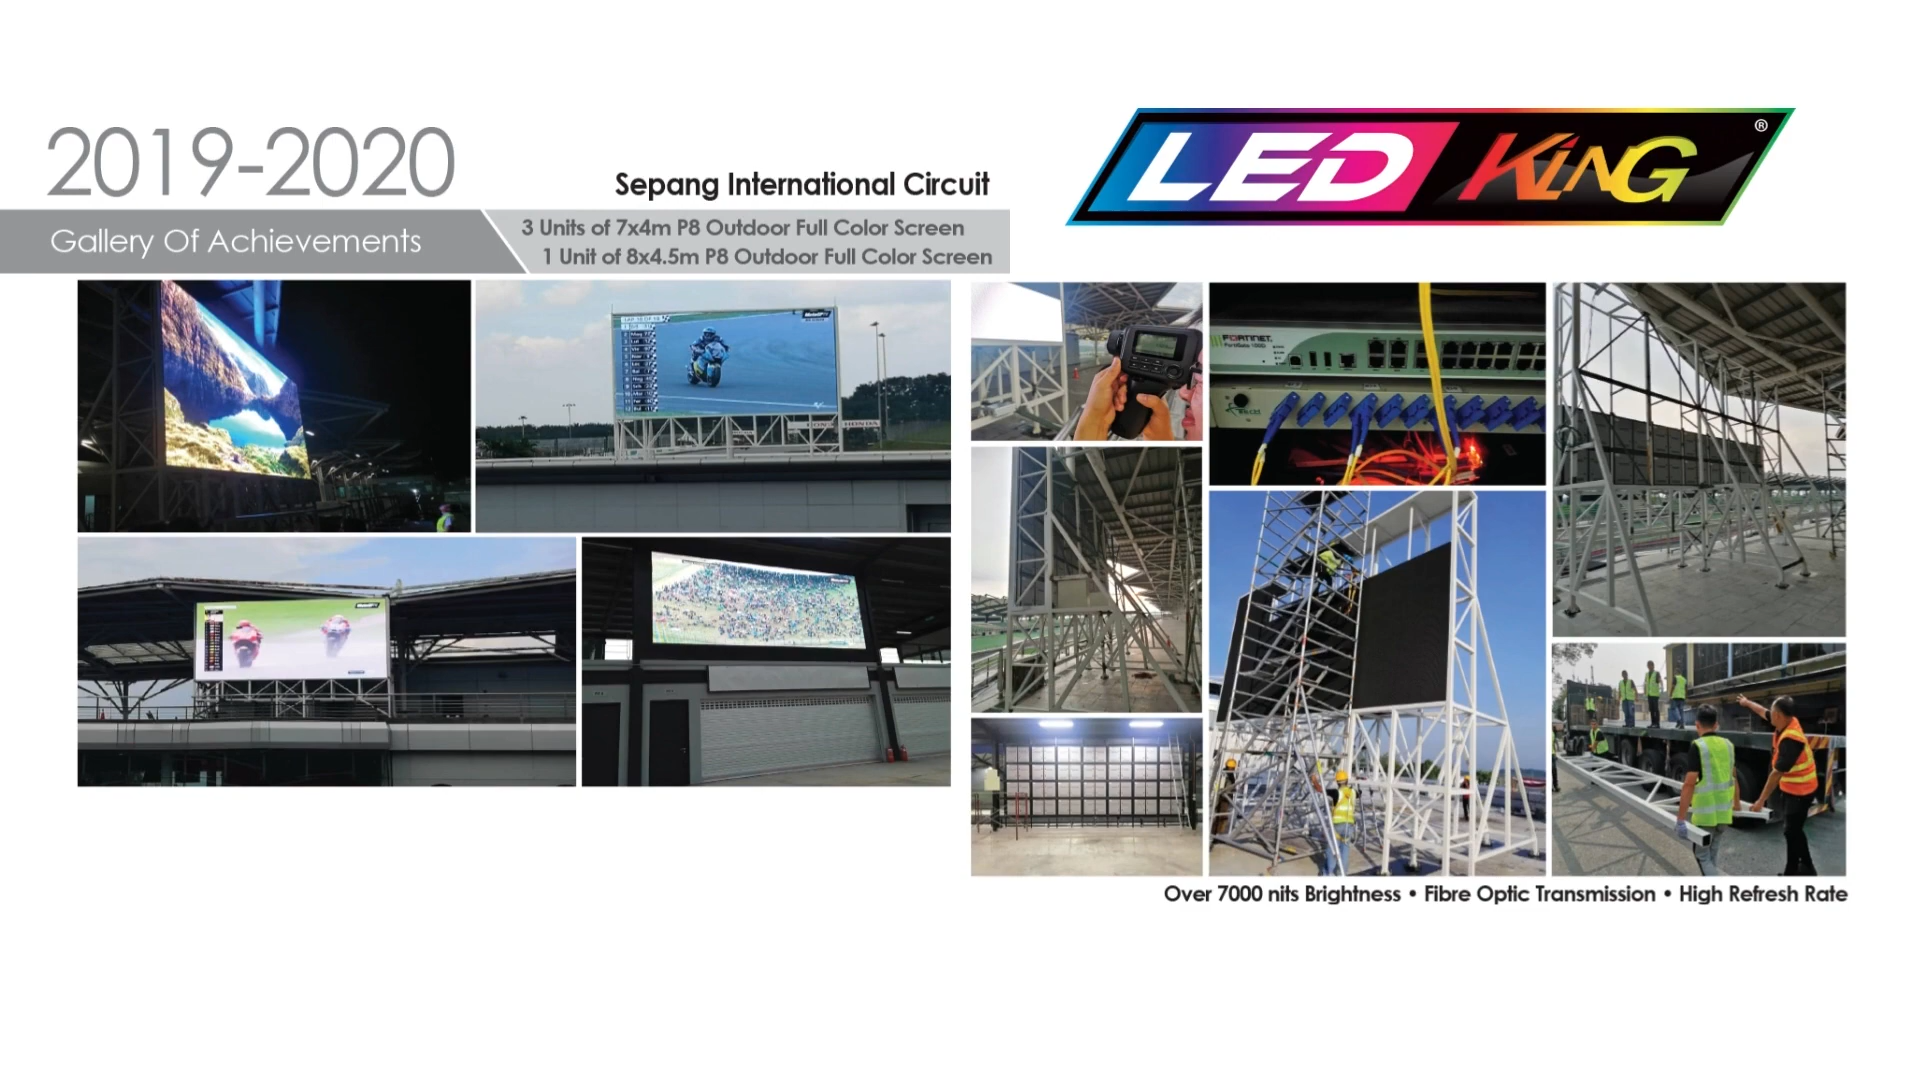 2019-2020
Gallery Of Achievements
Sepang International Circuit
3 Units of 7x4m P8 Outdoor Full Color Screen
1 Unit of 8x4.5m P8 Outdoor Full Color Screen
LED KiNG ®
HONDA
FORTINET
Over 7000 nits Brightness • Fibre Optic Transmission • High Refresh Rate